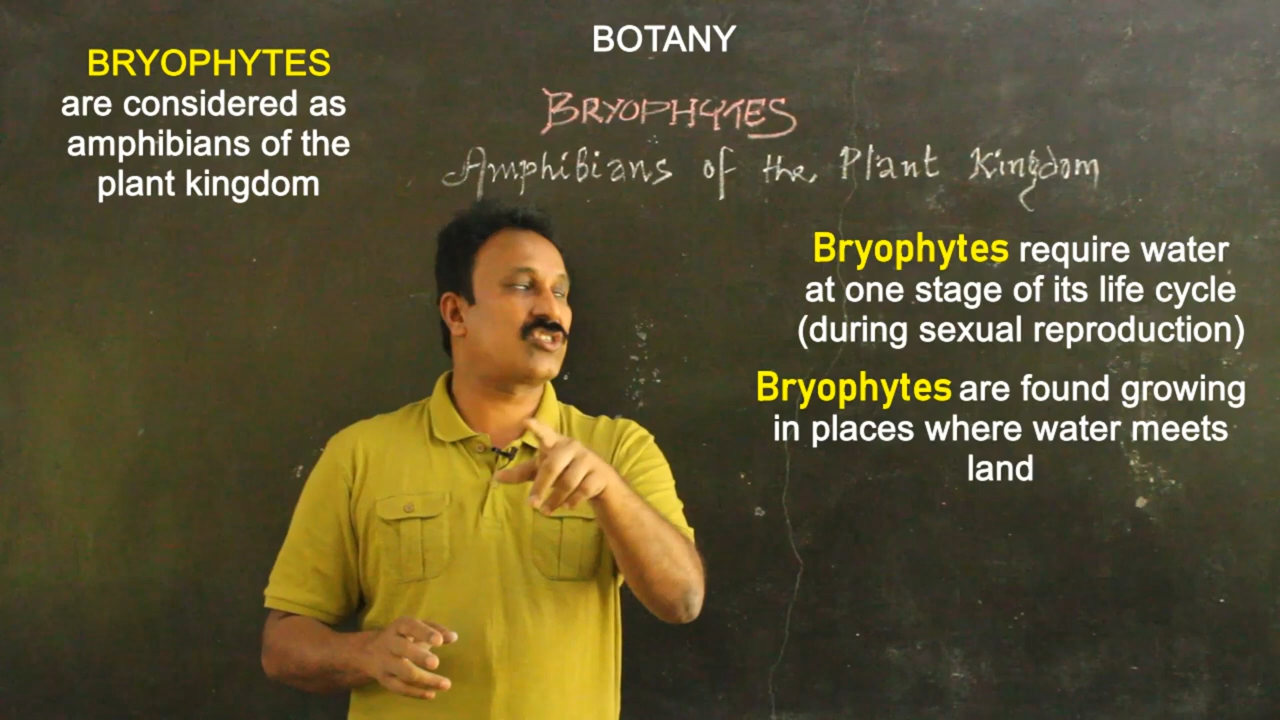 BOTANY
BRYOPHYTES
are considered as
amphibians of the
plant kingdom
BRYOPHYTES
Amphibians of the Plant Kingdom
Bryophytes require water
at one stage of its life cycle
(during sexual reproduction)
Bryophytes are found growing
in places where water meets
land